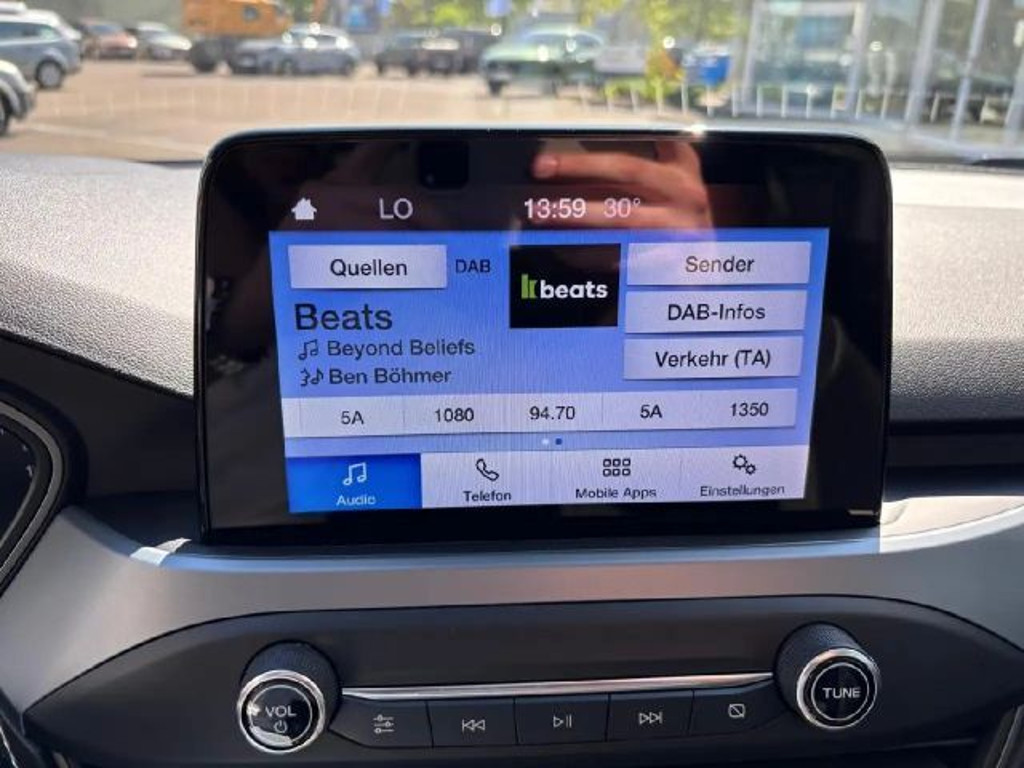 LO 13:59 30°
Quellen DAB beats Sender
Beats
DAB-Infos
Beyond Beliefs
Verkehr (TA)
Ben Böhmer
5A 1080 94.70 5A 1350
Audio Telefon Mobile Apps Einstellungen
VOL TUNE